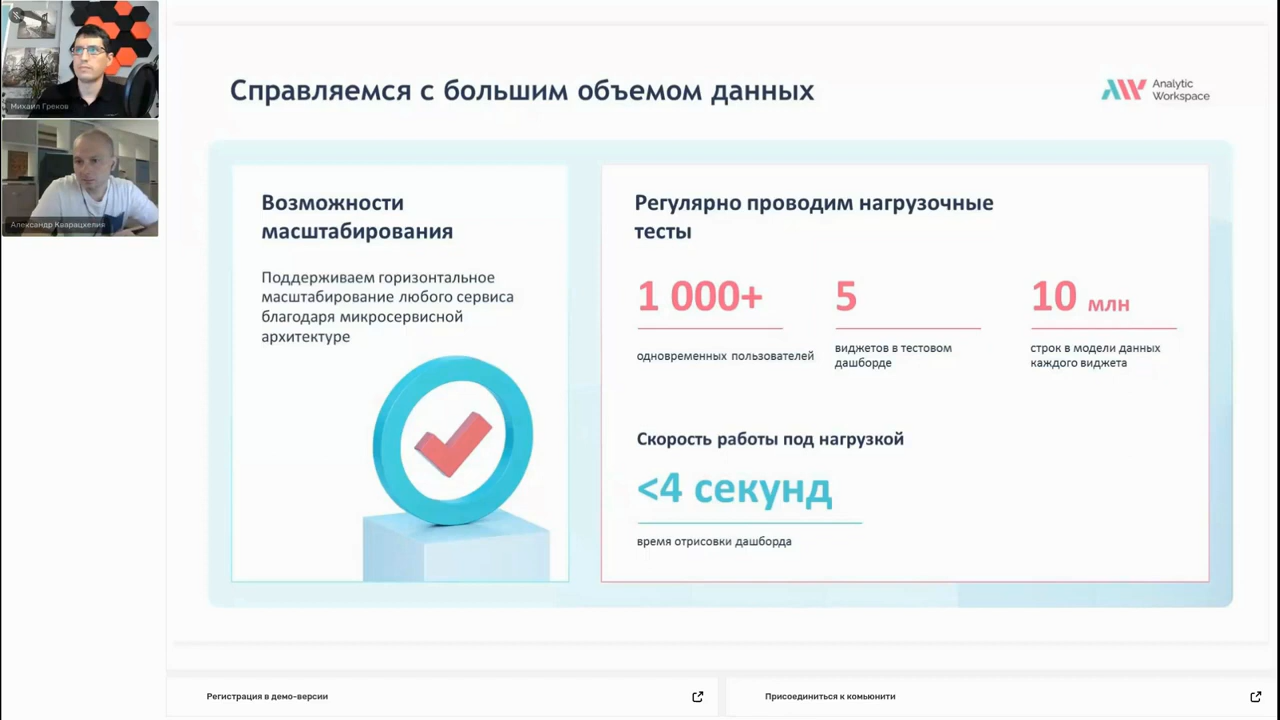 Михаил Греков
Александр Кварацхелия
Справляемся с большим объемом данных
Analytic
Workspace
Возможности
масштабирования
Поддерживаем горизонтальное
масштабирование любого сервиса
благодаря микросервисной
архитектуре
Регулярно проводим нагрузочные
тесты
1 000+
одновременных пользователей
5
виджетов в тестовом
дашборде
10 млн
строк в модели данных
каждого виджета
Скорость работы под нагрузкой
<4 секунд
время отрисовки дашборда
Регистрация в демо-версии
Присоединиться к комьюнити